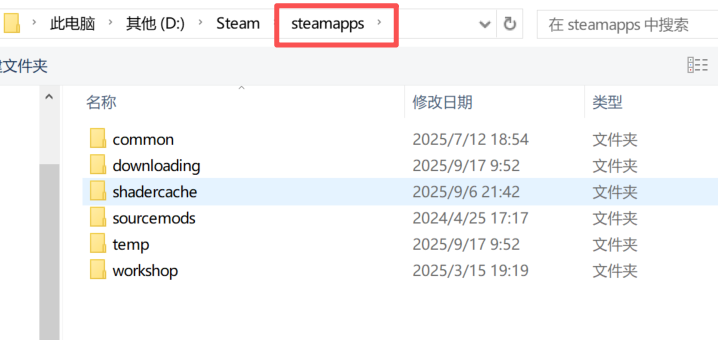 此电脑 > 其他 (D:) > Steam > steamapps >
在 steamapps 中搜索
文件夹
名称 修改日期 类型
common 2025/7/12 18:54 文件夹
downloading 2025/9/17 9:52 文件夹
shadercache 2025/9/6 21:42 文件夹
sourcemods 2024/4/25 17:17 文件夹
temp 2025/9/17 9:52 文件夹
workshop 2025/3/15 19:19 文件夹